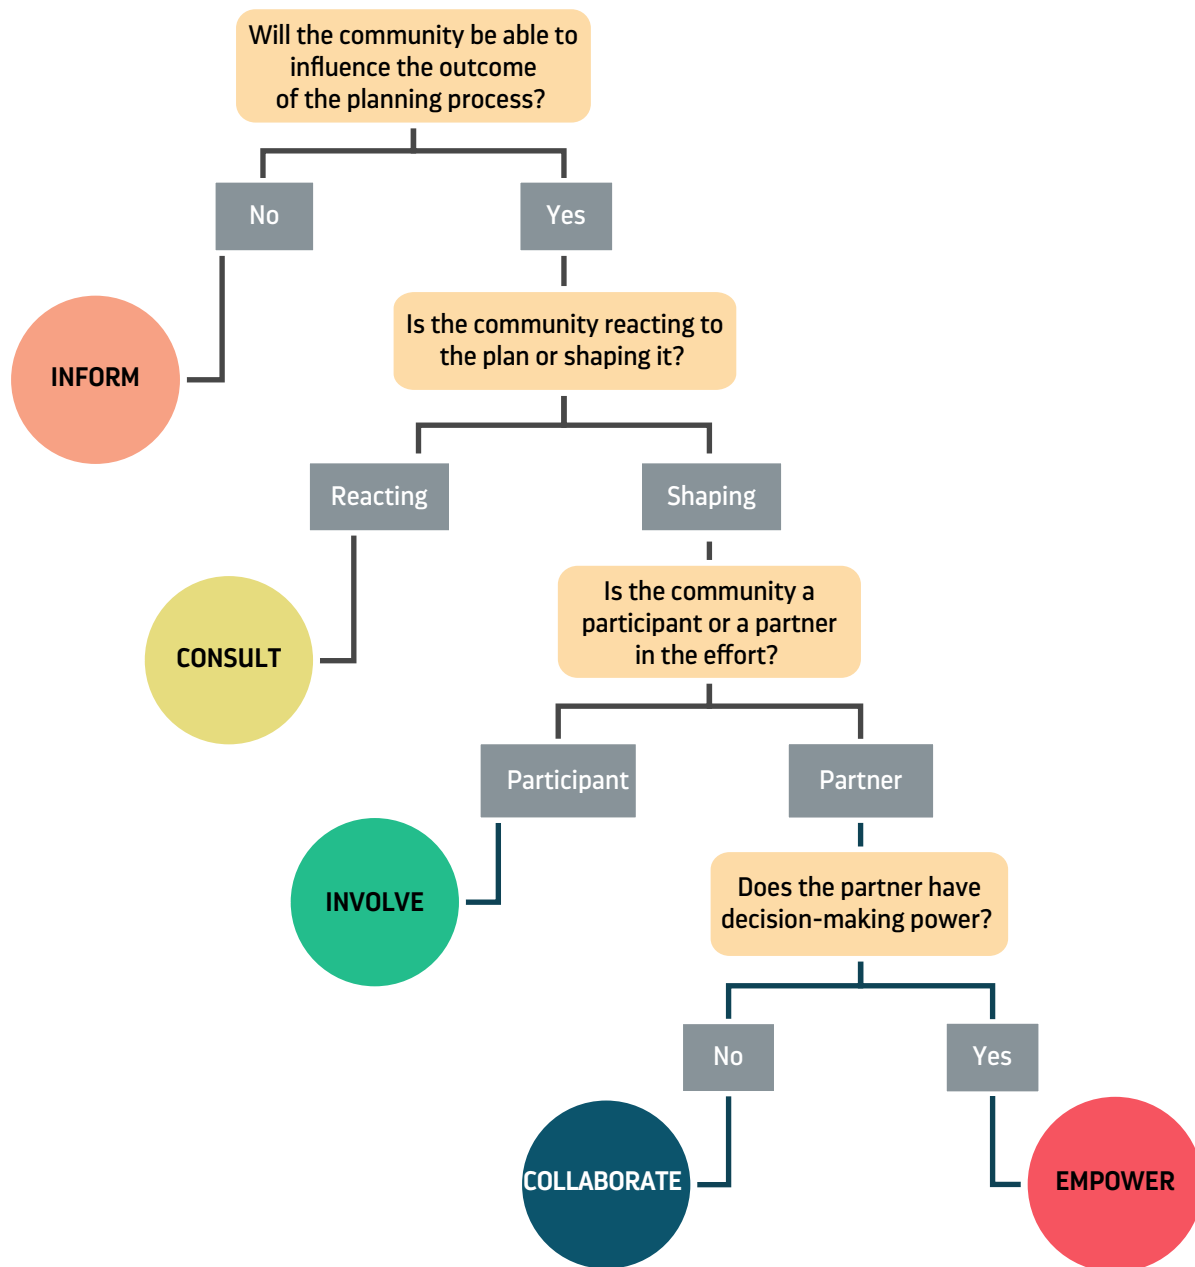 Will the community be able to
influence the outcome
of the planning process?
No
Yes
Is the community reacting to
the plan or shaping it?
INFORM
Reacting
Shaping
Is the community a
participant or a partner
in the effort?
CONSULT
Participant
Partner
Does the partner have
decision-making power?
INVOLVE
No
Yes
COLLABORATE
EMPOWER